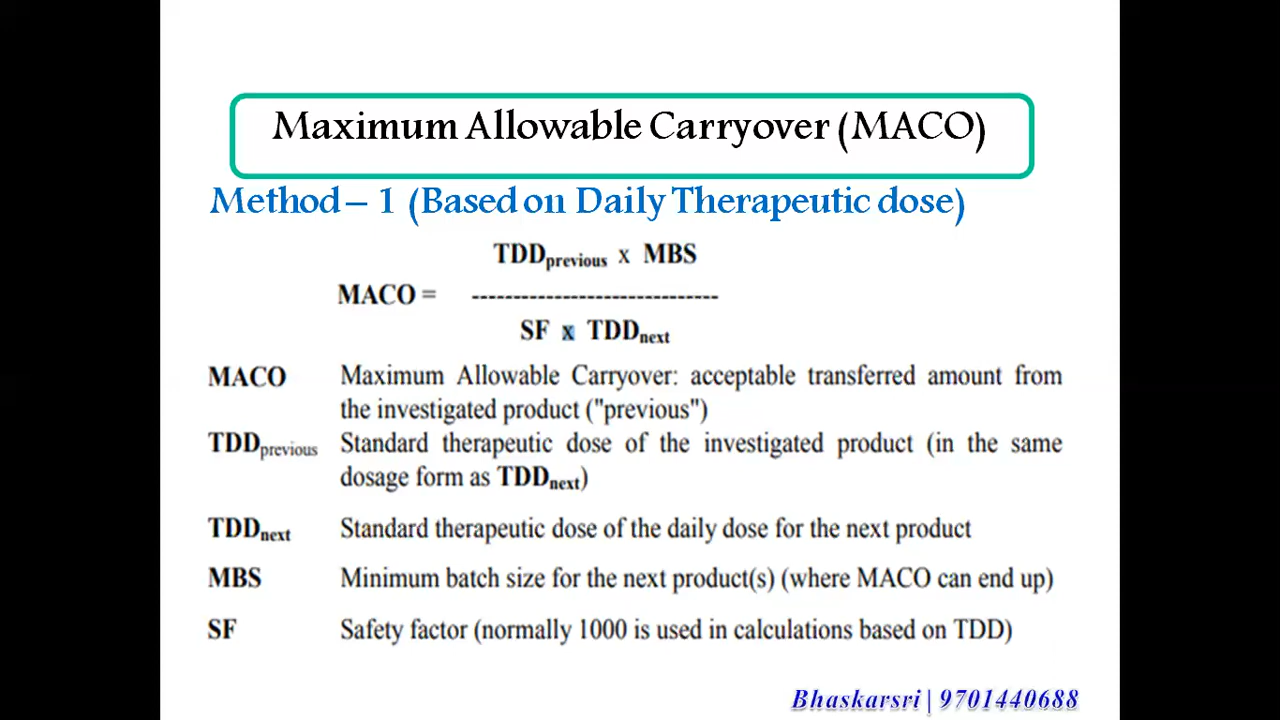 Maximum Allowable Carryover (MACO)
Method – 1 (Based on Daily Therapeutic dose)
TDDprevious x MBS
MACO = ------------------------------
SF x TDDnext
MACO Maximum Allowable Carryover: acceptable transferred amount from
the investigated product ("previous")
TDDprevious Standard therapeutic dose of the investigated product (in the same
dosage form as TDDnext)
TDDnext Standard therapeutic dose of the daily dose for the next product
MBS Minimum batch size for the next product(s) (where MACO can end up)
SF Safety factor (normally 1000 is used in calculations based on TDD)
Bhaskarsri | 9701440688